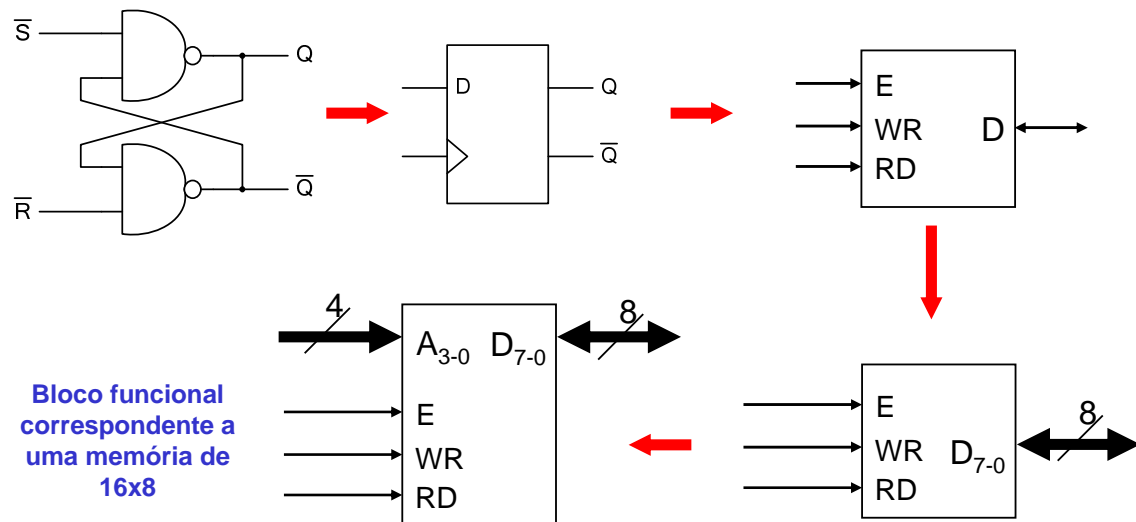 S̅
Q
R̅
Q̅
D
Q
Q̅
E
WR
D
RD
4
A3-0
D7-0
8
E
WR
RD
E
WR
D7-0
RD
8
Bloco funcional
correspondente a
uma memória de
16x8